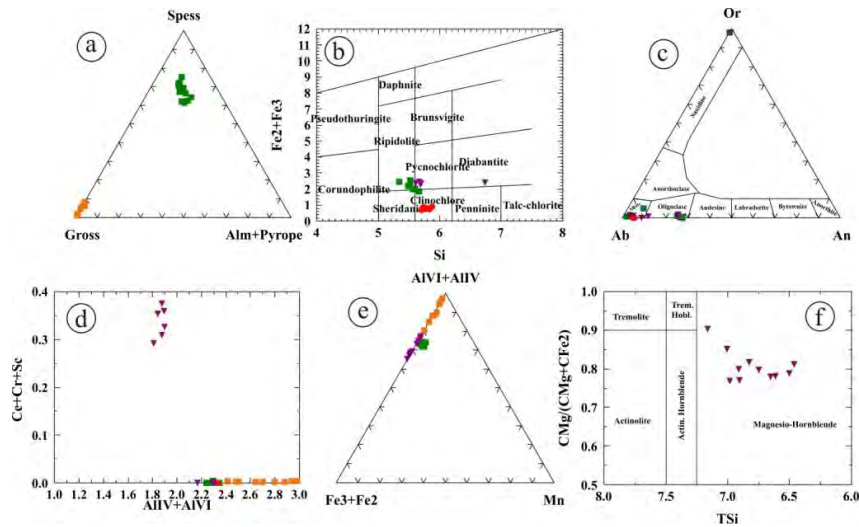 a
Spess
Gross
Alm+Pyrope
b
Fe2+Fe3
12
11
10
9
8
7
6
5
4
3
2
1
0
Daphnite
Pseudothuringite
Brunsvigite
Ripidolite
Pycnochlorite
Diabantite
Corundophilite
Clinochlore
Sheridani
Penninite
Talc-chlorite
4
5
6
7
8
Si
c
Or
Sanidine
Anorthoclase
Oligoclase
Andesine
Labradorite
Bytownite
Anorthite
Ab
An
d
Ce+Cr+Sc
0.4
0.3
0.2
0.1
0.0
1.0
1.2
1.4
1.6
1.8
2.0
2.2
2.4
2.6
2.8
3.0
AlIV+AlVI
e
AlVI+AlIV
Fe3+Fe2
Mn
f
CMg/(CMg+CFe2)
1.0
0.9
0.8
0.7
0.6
0.5
Tremolite
Trem.
Hobl.
Actinolite
Actin. Hornblende
Magnesio-Hornblende
8.0
7.5
7.0
6.5
6.0
TSi